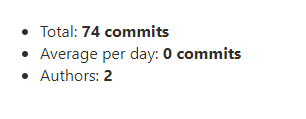 Total: 74 commits
Average per day: 0 commits
Authors: 2